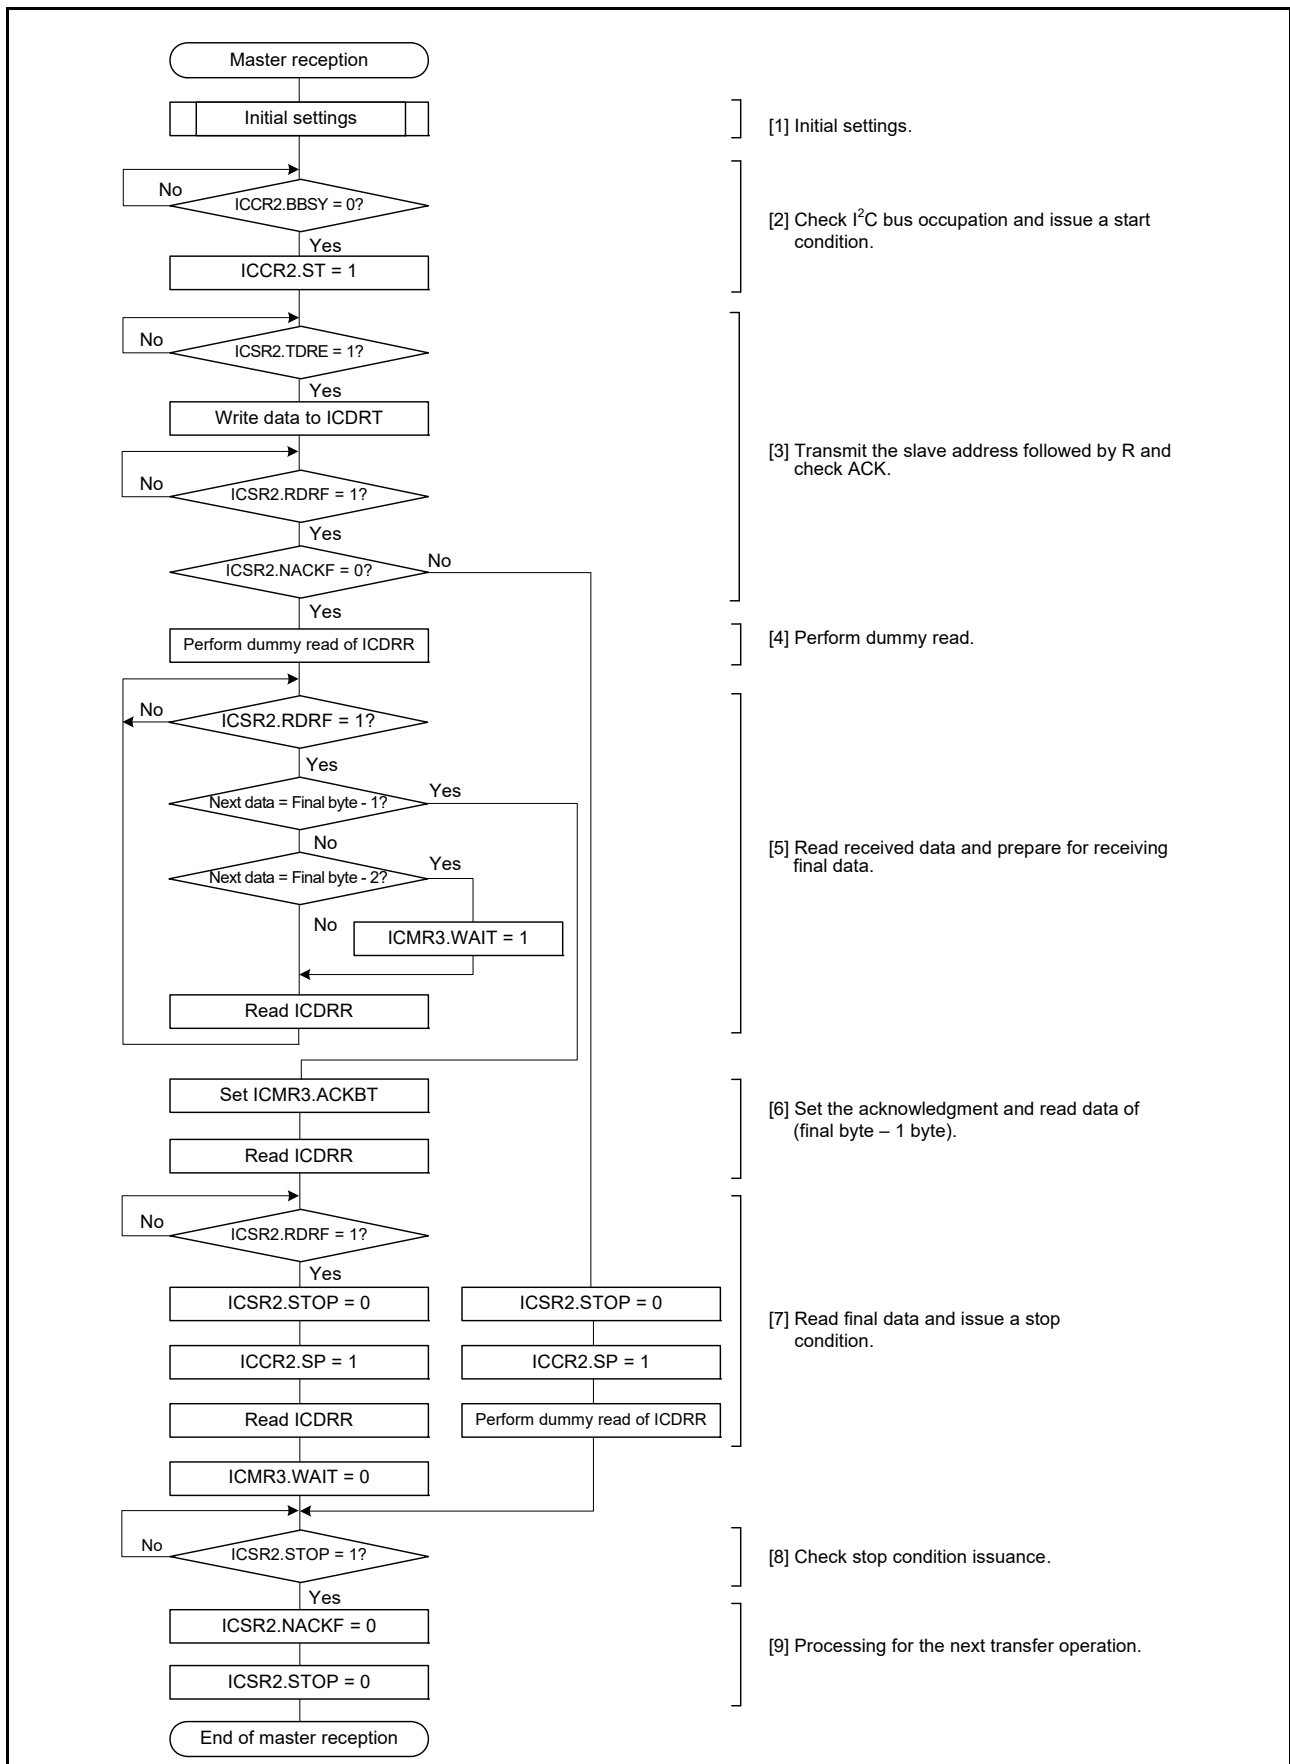 Master reception
Initial settings
[1] Initial settings.
No
ICCR2.BBSY = 0?
Yes
ICCR2.ST = 1
[2] Check I²C bus occupation and issue a start
condition.
No
ICSR2.TDRE = 1?
Yes
Write data to ICDRT
No
ICSR2.RDRF = 1?
Yes
ICSR2.NACKF = 0?
No
Yes
[3] Transmit the slave address followed by R and
check ACK.
Perform dummy read of ICDRR
[4] Perform dummy read.
No
ICSR2.RDRF = 1?
Yes
Next data = Final byte - 1?
Yes
No
Next data = Final byte - 2?
Yes
No
ICMR3.WAIT = 1
Read ICDRR
[5] Read received data and prepare for receiving
final data.
Set ICMR3.ACKBT
Read ICDRR
[6] Set the acknowledgment and read data of
(final byte – 1 byte).
No
ICSR2.RDRF = 1?
Yes
ICSR2.STOP = 0
ICCR2.SP = 1
Read ICDRR
ICMR3.WAIT = 0
ICSR2.STOP = 0
ICCR2.SP = 1
Perform dummy read of ICDRR
[7] Read final data and issue a stop
condition.
No
ICSR2.STOP = 1?
Yes
[8] Check stop condition issuance.
ICSR2.NACKF = 0
ICSR2.STOP = 0
[9] Processing for the next transfer operation.
End of master reception